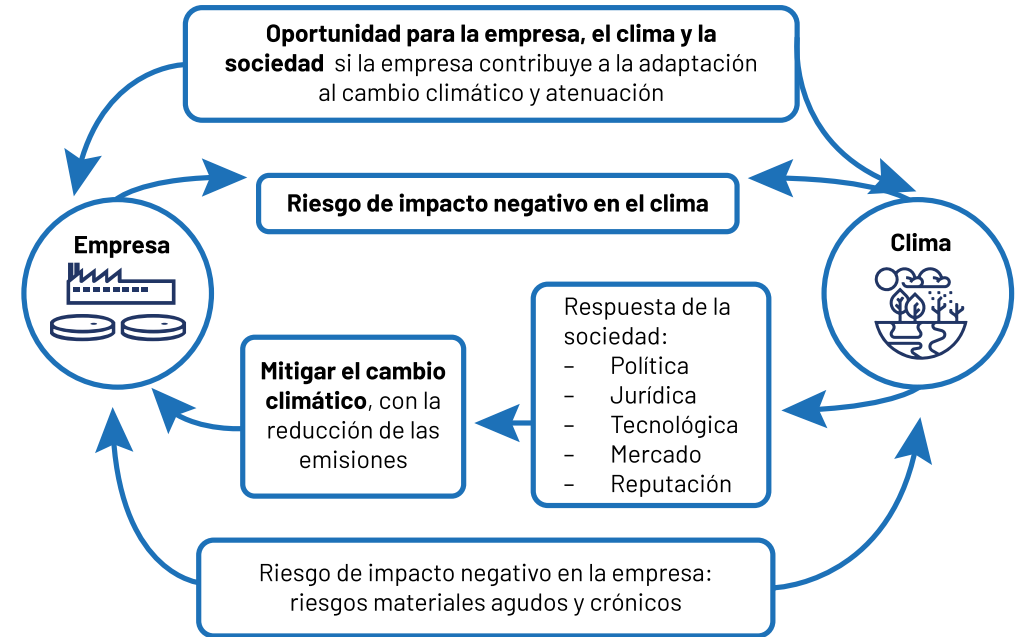 Oportunidad para la empresa, el clima y la
sociedad si la empresa contribuye a la adaptación
al cambio climático y atenuación
Riesgo de impacto negativo en el clima
Empresa
Clima
Respuesta de la
sociedad:
– Política
– Jurídica
– Tecnológica
– Mercado
– Reputación
Mitigar el cambio
climático, con la
reducción de las
emisiones
Riesgo de impacto negativo en la empresa:
riesgos materiales agudos y crónicos